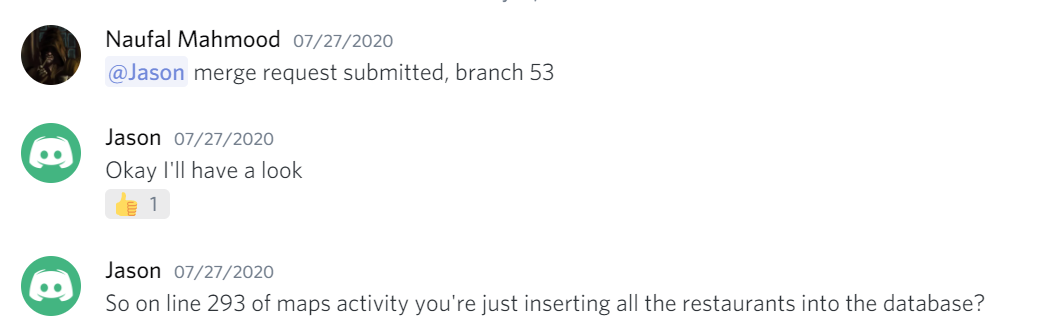 Naufal Mahmood 07/27/2020
@Jason merge request submitted, branch 53
Jason 07/27/2020
Okay I'll have a look
1
Jason 07/27/2020
So on line 293 of maps activity you're just inserting all the restaurants into the database?